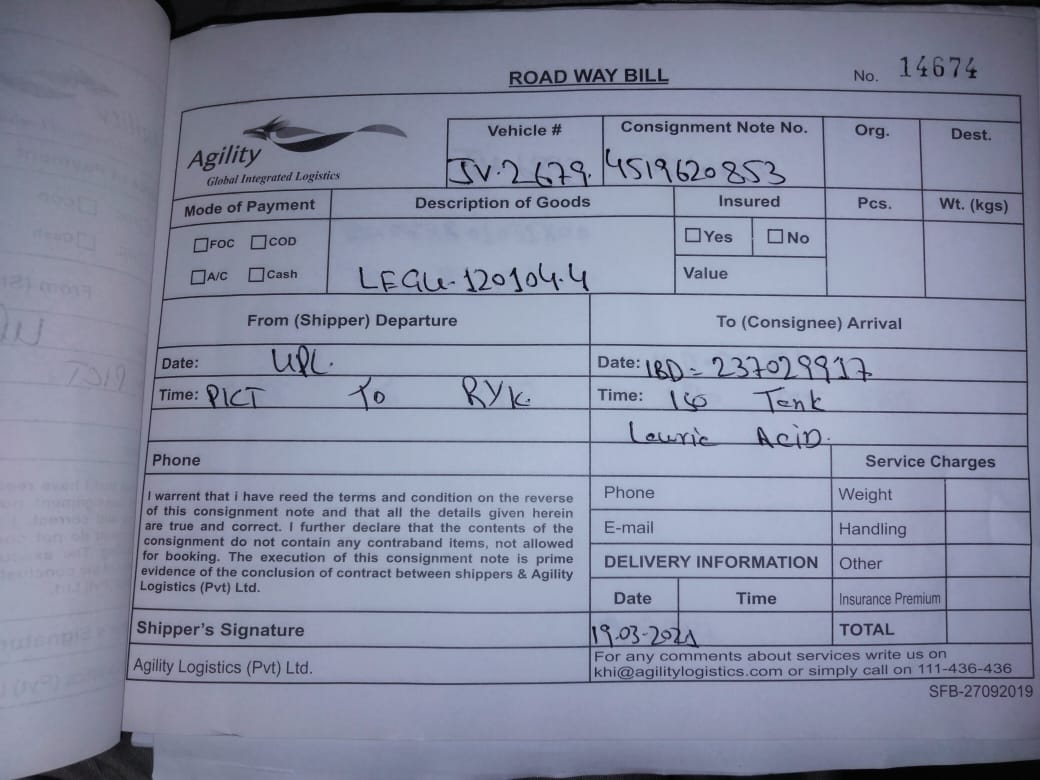 ROAD WAY BILL
No. 14674
Agility
Global Integrated Logistics
Vehicle #
JV-2679.
Consignment Note No.
4519620853
Org.
Dest.
Mode of Payment
FOC COD
A/C Cash
Description of Goods
LEGU-120104.4
Insured
Yes No
Value
Pcs.
Wt. (kgs)
From (Shipper) Departure
Date: UPL.
Time: PICT To RYK.
Phone
To (Consignee) Arrival
Date: IBD = 237029917
Time: ISO Tank
Lauric AciD.
I warrent that i have reed the terms and condition on the reverse
of this consignment note and that all the details given herein
are true and correct. I further declare that the contents of the
consignment do not contain any contraband items, not allowed
for booking. The execution of this consignment note is prime
evidence of the conclusion of contract between shippers & Agility
Logistics (Pvt) Ltd.
Shipper's Signature
Agility Logistics (Pvt) Ltd.
Phone
E-mail
DELIVERY INFORMATION
Date Time
19-03-2021
Service Charges
Weight
Handling
Other
Insurance Premium
TOTAL
For any comments about services write us on
khi@agilitylogistics.com or simply call on 111-436-436
SFB-27092019